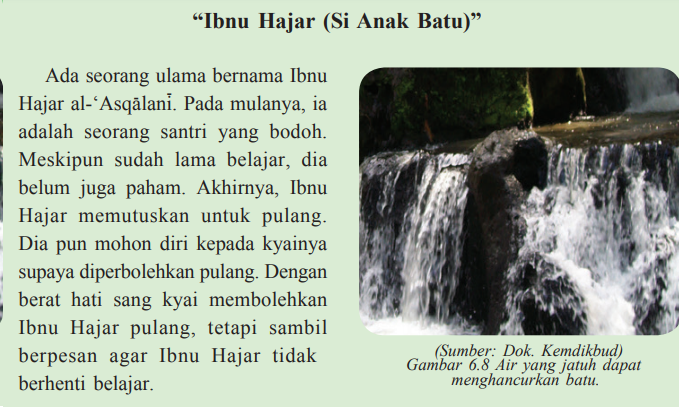 “Ibnu Hajar (Si Anak Batu)”
Ada seorang ulama bernama Ibnu
Hajar al-‘Asqālanī. Pada mulanya, ia
adalah seorang santri yang bodoh.
Meskipun sudah lama belajar, dia
belum juga paham. Akhirnya, Ibnu
Hajar memutuskan untuk pulang.
Dia pun mohon diri kepada kyainya
supaya diperbolehkan pulang. Dengan
berat hati sang kyai membolehkan
Ibnu Hajar pulang, tetapi sambil
berpesan agar Ibnu Hajar tidak
berhenti belajar.
(Sumber: Dok. Kemdikbud)
Gambar 6.8 Air yang jatuh dapat
menghancurkan batu.